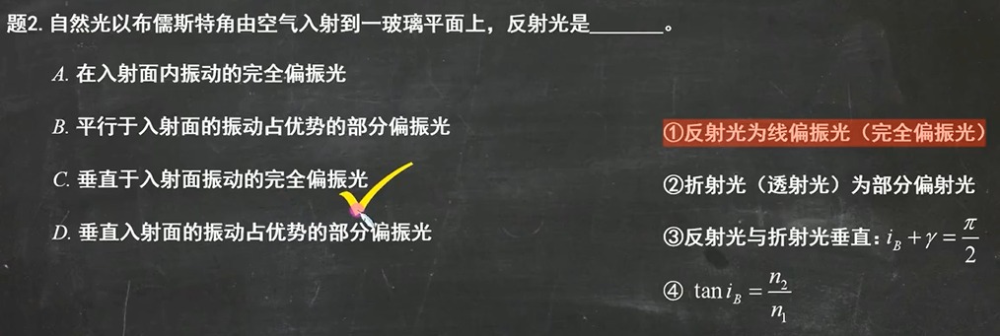 题2. 自然光以布儒斯特角由空气入射到一玻璃平面上，反射光是_______。
A. 在入射面内振动的完全偏振光
B. 平行于入射面的振动占优势的部分偏振光
C. 垂直于入射面振动的完全偏振光
D. 垂直入射面的振动占优势的部分偏振光
①反射光为线偏振光（完全偏振光）
②折射光（透射光）为部分偏射光
③反射光与折射光垂直：i_B + γ = π/2
④ tan i_B = n₂/n₁